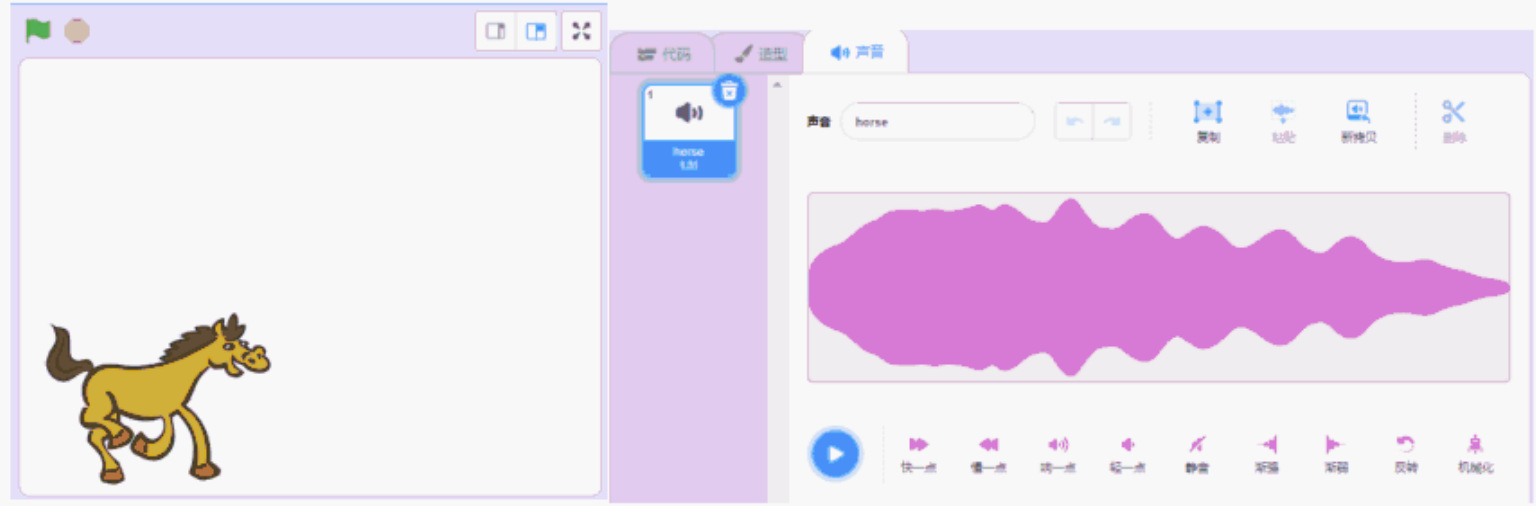 代码 造型 声音
1
horse
声音 horse
复制 粘贴 新拷贝 删除
快一点 慢一点 响一点 轻一点 静音 渐强 渐弱 反转 机械化